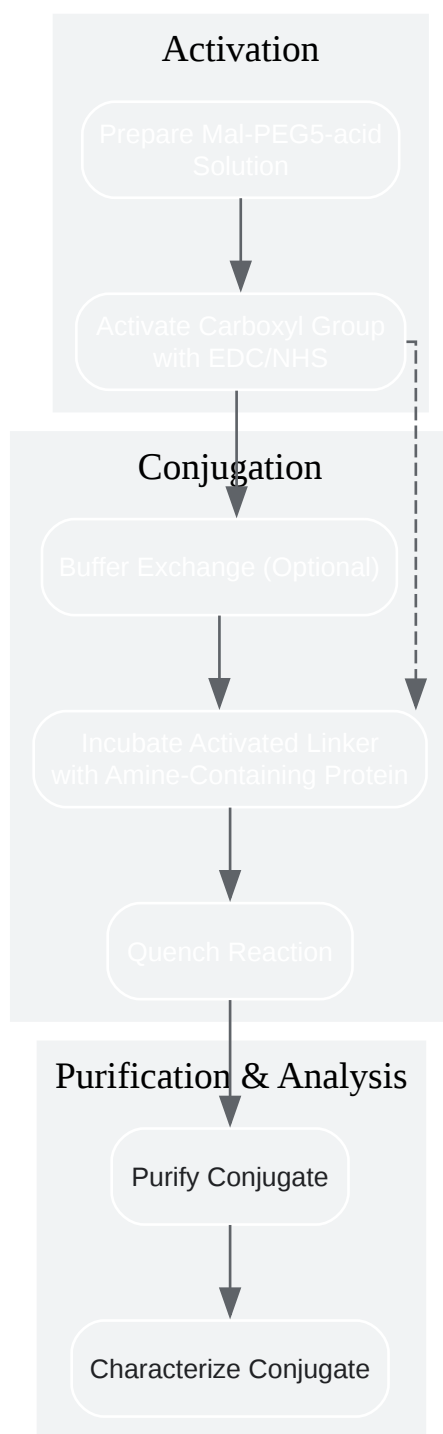 Activation
Prepare Mal-PEG5-acid
Solution
Activate Carboxyl Group
with EDC/NHS
Conjugation
Buffer Exchange (Optional)
Incubate Activated Linker
with Amine-Containing Protein
Quench Reaction
Purification & Analysis
Purify Conjugate
Characterize Conjugate